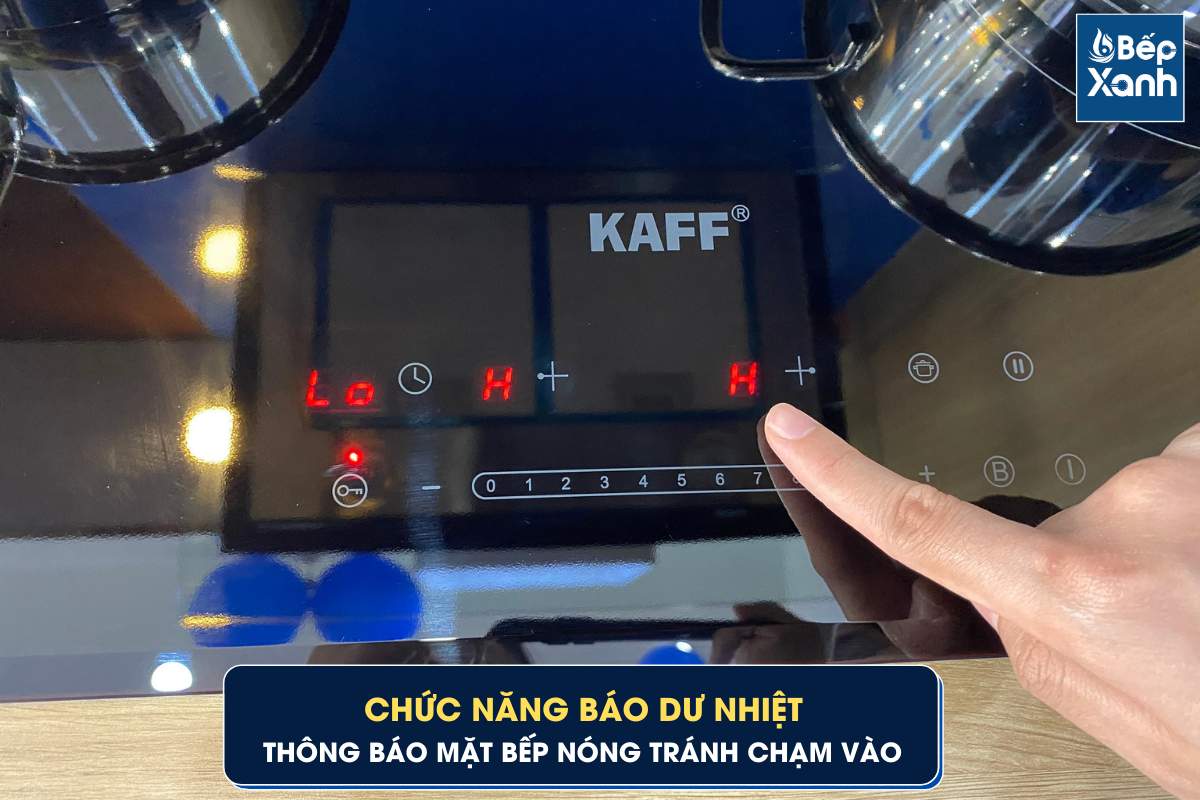 Bếp
Xanh
KAFF®
Lo H H
0 1 2 3 4 5 6 7
B
CHỨC NĂNG BÁO DƯ NHIỆT
THÔNG BÁO MẶT BẾP NÓNG TRÁNH CHẠM VÀO